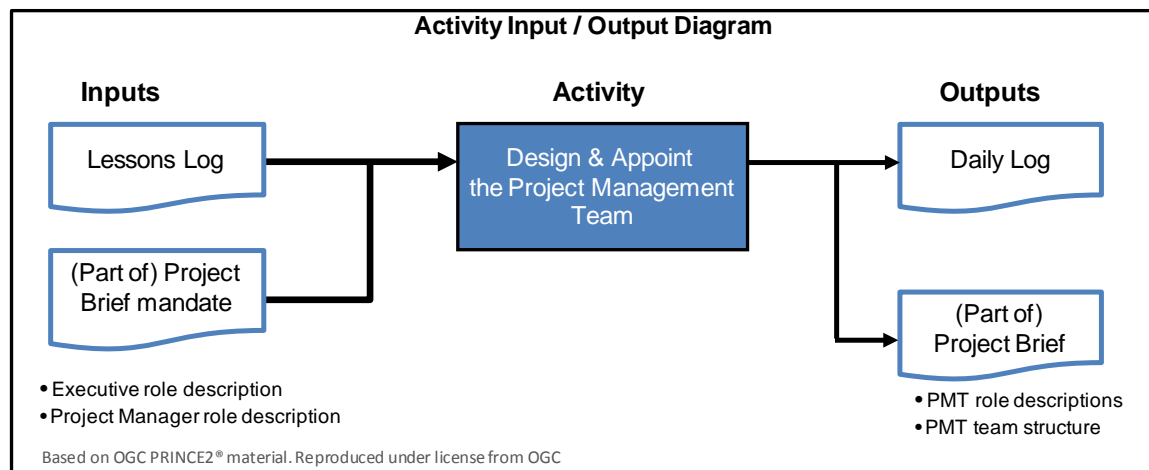 Activity Input / Output Diagram
Inputs
Activity
Outputs
Lessons Log
Design & Appoint
the Project Management
Team
Daily Log
(Part of) Project
Brief mandate
(Part of)
Project Brief
• Executive role description
• Project Manager role description
• PMT role descriptions
• PMT team structure
Based on OGC PRINCE2® material. Reproduced under license from OGC